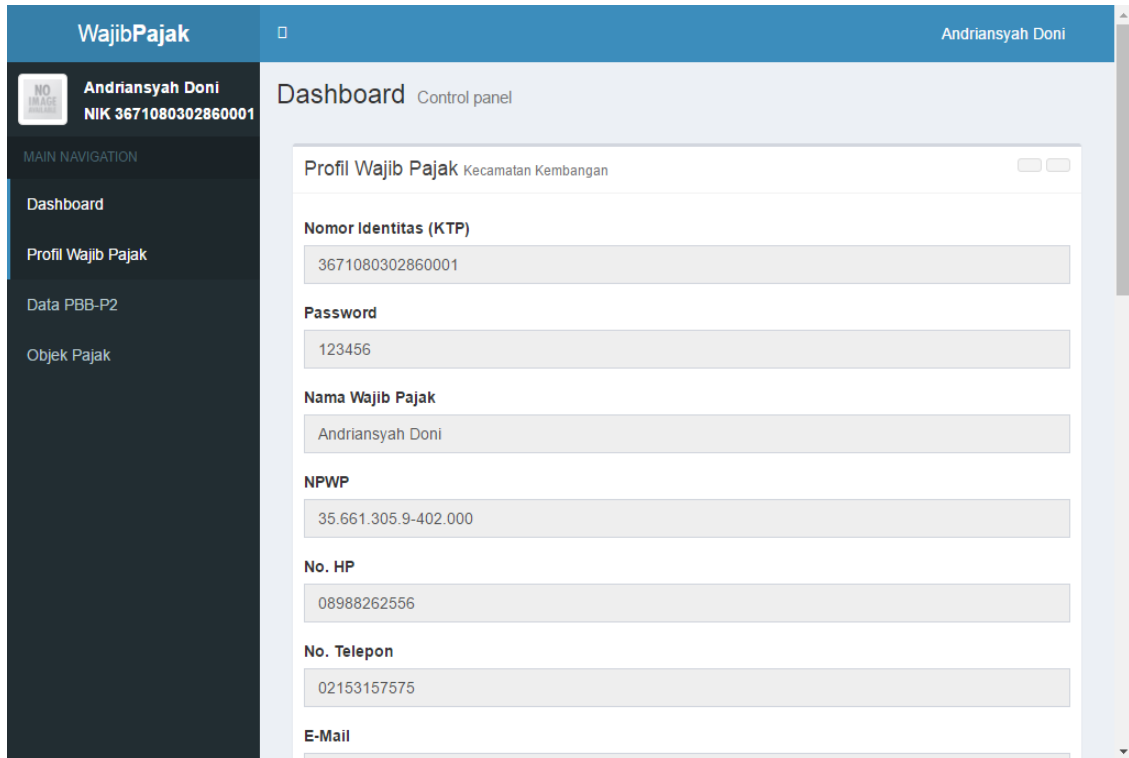 WajibPajak
Andriansyah Doni
NO
IMAGE
AVAILABLE
Andriansyah Doni
NIK 3671080302860001
MAIN NAVIGATION
Dashboard
Profil Wajib Pajak
Data PBB-P2
Objek Pajak
Dashboard Control panel
Profil Wajib Pajak Kecamatan Kembangan
Nomor Identitas (KTP)
3671080302860001
Password
123456
Nama Wajib Pajak
Andriansyah Doni
NPWP
35.661.305.9-402.000
No. HP
08988262556
No. Telepon
02153157575
E-Mail